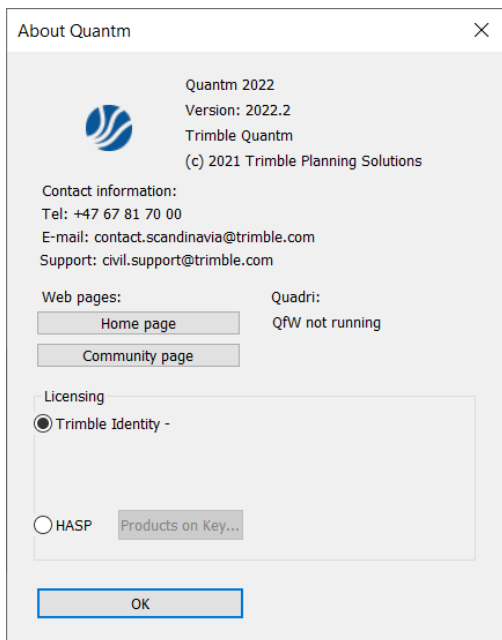 About Quantm
Quantm 2022
Version: 2022.2
Trimble Quantm
(c) 2021 Trimble Planning Solutions
Contact information:
Tel: +47 67 81 70 00
E-mail: contact.scandinavia@trimble.com
Support: civil.support@trimble.com
Web pages:
Quadri:
Home page
QfW not running
Community page
Licensing
Trimble Identity -
HASP
Products on Key...
OK